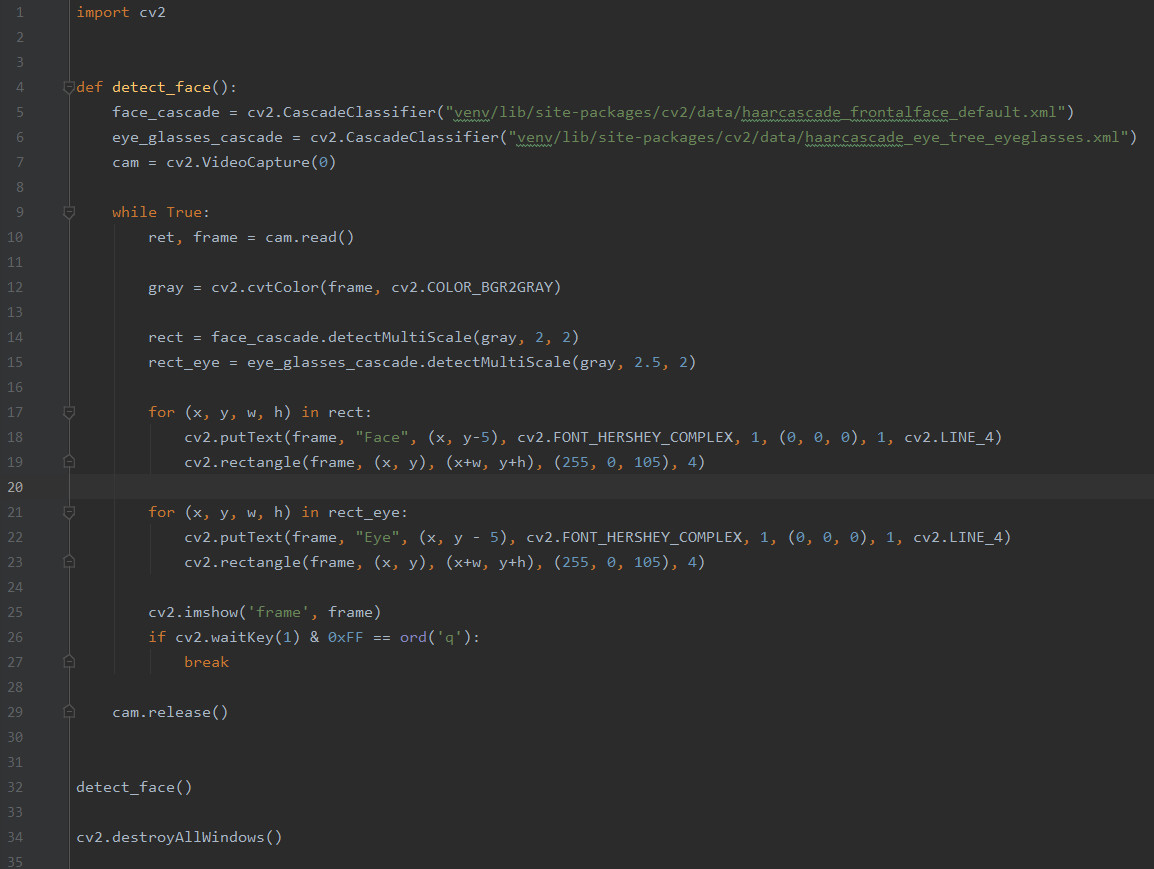 1 import cv2
2
3
4 def detect_face():
5     face_cascade = cv2.CascadeClassifier("venv/lib/site-packages/cv2/data/haarcascade_frontalface_default.xml")
6     eye_glasses_cascade = cv2.CascadeClassifier("venv/lib/site-packages/cv2/data/haarcascade_eye_tree_eyeglasses.xml")
7     cam = cv2.VideoCapture(0)
8
9     while True:
10         ret, frame = cam.read()
11
12         gray = cv2.cvtColor(frame, cv2.COLOR_BGR2GRAY)
13
14         rect = face_cascade.detectMultiScale(gray, 2, 2)
15         rect_eye = eye_glasses_cascade.detectMultiScale(gray, 2.5, 2)
16
17         for (x, y, w, h) in rect:
18             cv2.putText(frame, "Face", (x, y-5), cv2.FONT_HERSHEY_COMPLEX, 1, (0, 0, 0), 1, cv2.LINE_4)
19             cv2.rectangle(frame, (x, y), (x+w, y+h), (255, 0, 105), 4)
20
21         for (x, y, w, h) in rect_eye:
22             cv2.putText(frame, "Eye", (x, y - 5), cv2.FONT_HERSHEY_COMPLEX, 1, (0, 0, 0), 1, cv2.LINE_4)
23             cv2.rectangle(frame, (x, y), (x+w, y+h), (255, 0, 105), 4)
24
25         cv2.imshow('frame', frame)
26         if cv2.waitKey(1) & 0xFF == ord('q'):
27             break
28
29     cam.release()
30
31
32 detect_face()
33
34 cv2.destroyAllWindows()
35